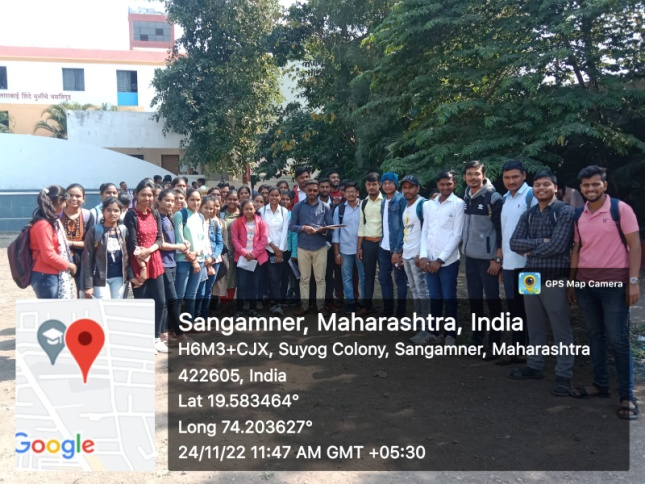 मुलींचे वसतिगृह
GPS Map Camera
Sangamner, Maharashtra, India
H6M3+CJX, Suyog Colony, Sangamner, Maharashtra
422605, India
Lat 19.583464°
Long 74.203627°
24/11/22 11:47 AM GMT +05:30
Google